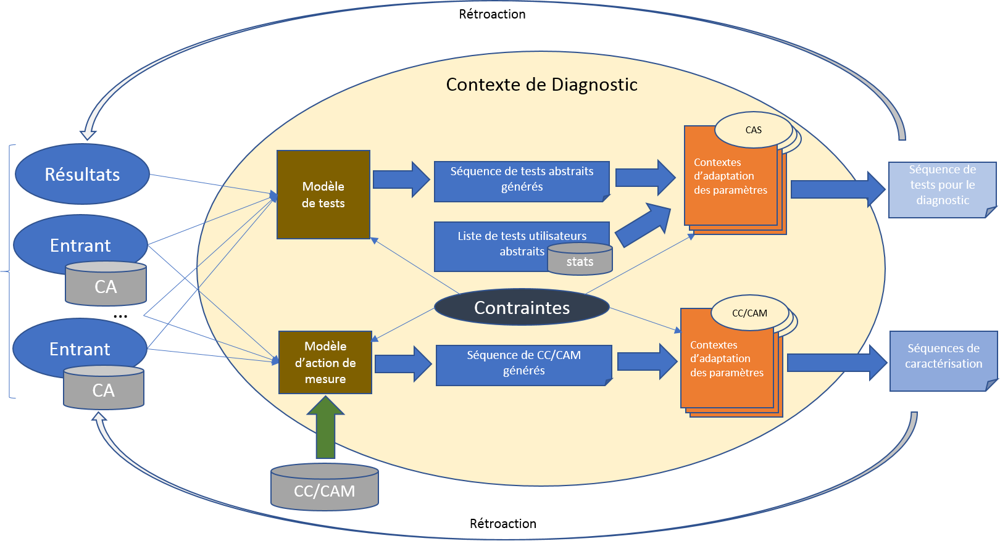 Rétroaction
Contexte de Diagnostic
CAS
Résultats
Modèle
de tests
Séquence de tests abstraits
générés
Contextes
d'adaptation
des paramètres
Séquence de
tests pour le
diagnostic
Entrant
CA
Liste de tests utilisateurs
abstraits
stats
...
Contraintes
CC/CAM
Entrant
CA
Modèle
d'action de
mesure
Séquence de CC/CAM
générés
Contextes
d'adaptation
des paramètres
Séquences de
caractérisation
CC/CAM
Rétroaction